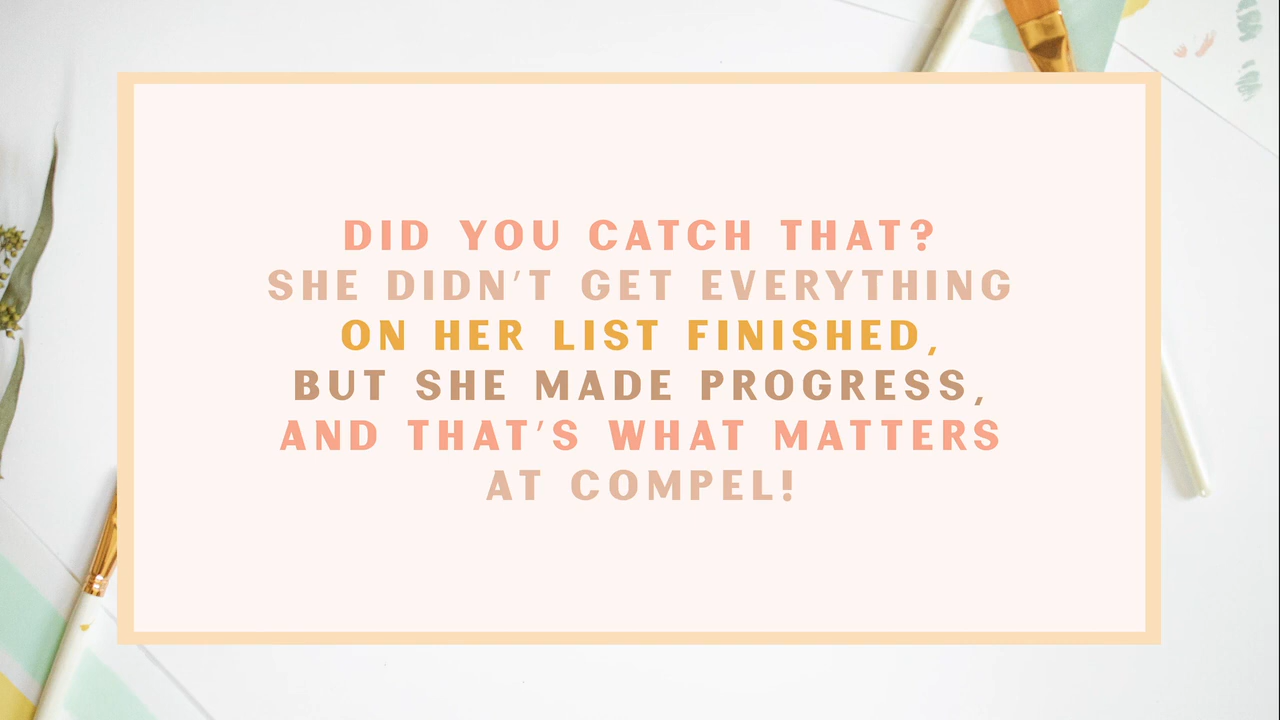 DID YOU CATCH THAT?
SHE DIDN'T GET EVERYTHING
ON HER LIST FINISHED,
BUT SHE MADE PROGRESS,
AND THAT'S WHAT MATTERS
AT COMPEL!